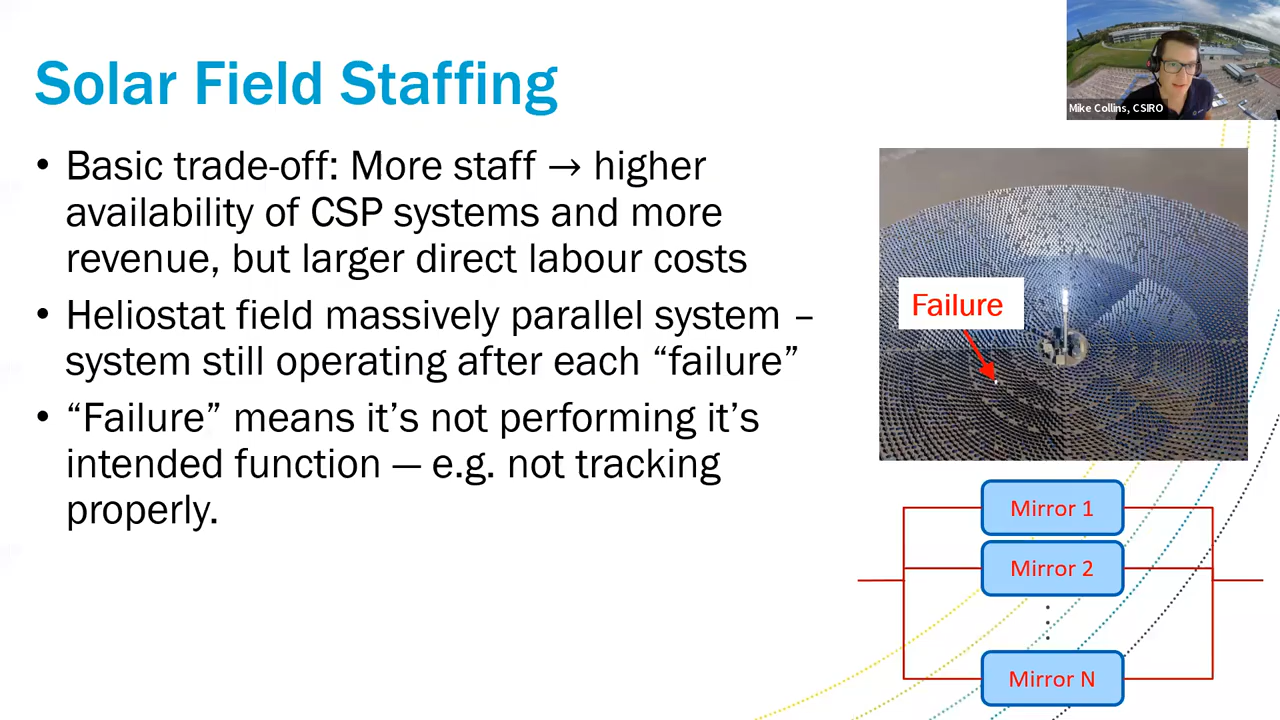 Solar Field Staffing
Mike Collins, CSIRO
• Basic trade-off: More staff → higher
availability of CSP systems and more
revenue, but larger direct labour costs
• Heliostat field massively parallel system –
system still operating after each “failure”
• “Failure” means it’s not performing it’s
intended function — e.g. not tracking
properly.
Failure
Mirror 1
Mirror 2
Mirror N